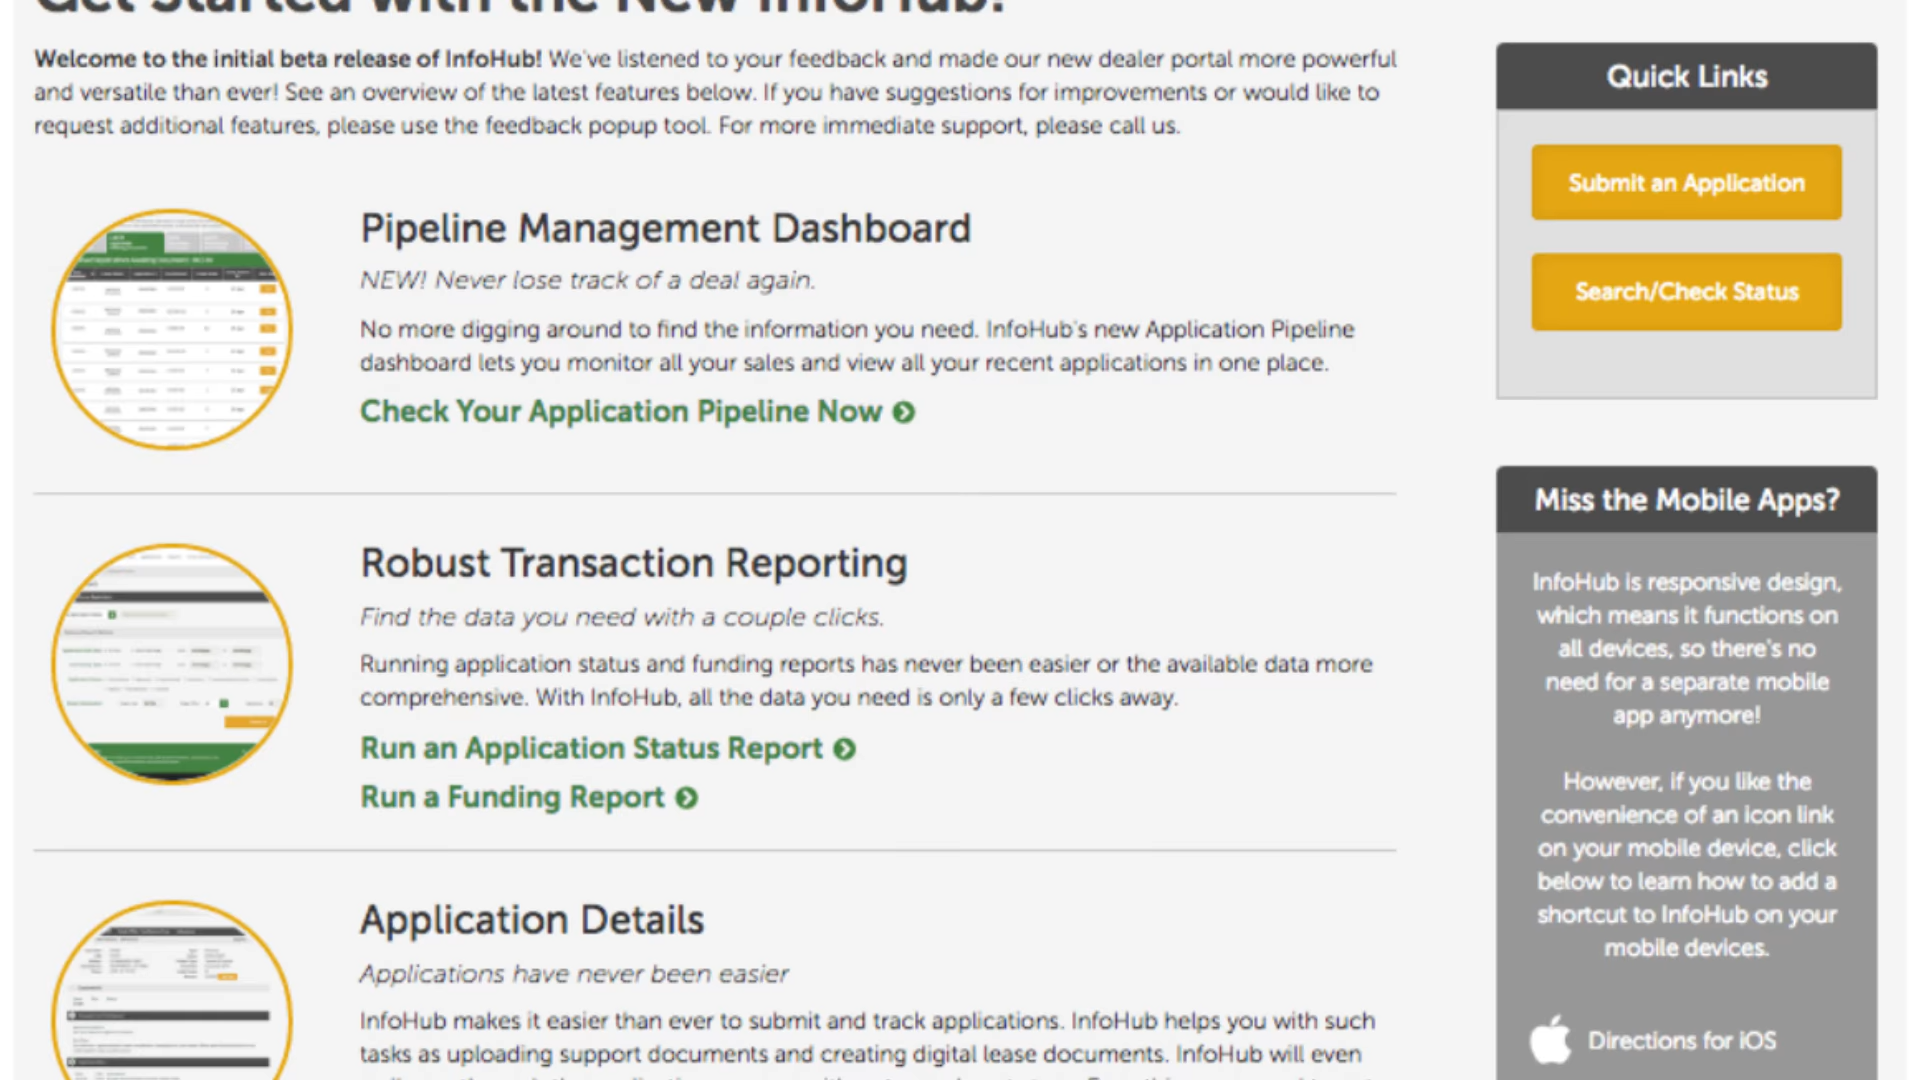 Get Started with the New InfoHub!
Welcome to the initial beta release of InfoHub! We've listened to your feedback and made our new dealer portal more powerful
and versatile than ever! See an overview of the latest features below. If you have suggestions for improvements or would like to
request additional features, please use the feedback popup tool. For more immediate support, please call us.
Pipeline Management Dashboard
NEW! Never lose track of a deal again.
No more digging around to find the information you need. InfoHub's new Application Pipeline
dashboard lets you monitor all your sales and view all your recent applications in one place.
Check Your Application Pipeline Now
Robust Transaction Reporting
Find the data you need with a couple clicks.
Running application status and funding reports has never been easier or the available data more
comprehensive. With InfoHub, all the data you need is only a few clicks away.
Run an Application Status Report
Run a Funding Report
Application Details
Applications have never been easier
InfoHub makes it easier than ever to submit and track applications. InfoHub helps you with such
tasks as uploading support documents and creating digital lease documents. InfoHub will even
Quick Links
Submit an Application
Search/Check Status
Miss the Mobile Apps?
InfoHub is responsive design,
which means it functions on
all devices, so there's no
need for a separate mobile
app anymore!
However, if you like the
convenience of an icon link
on your mobile device, click
below to learn how to add a
shortcut to InfoHub on your
mobile devices.
Directions for iOS